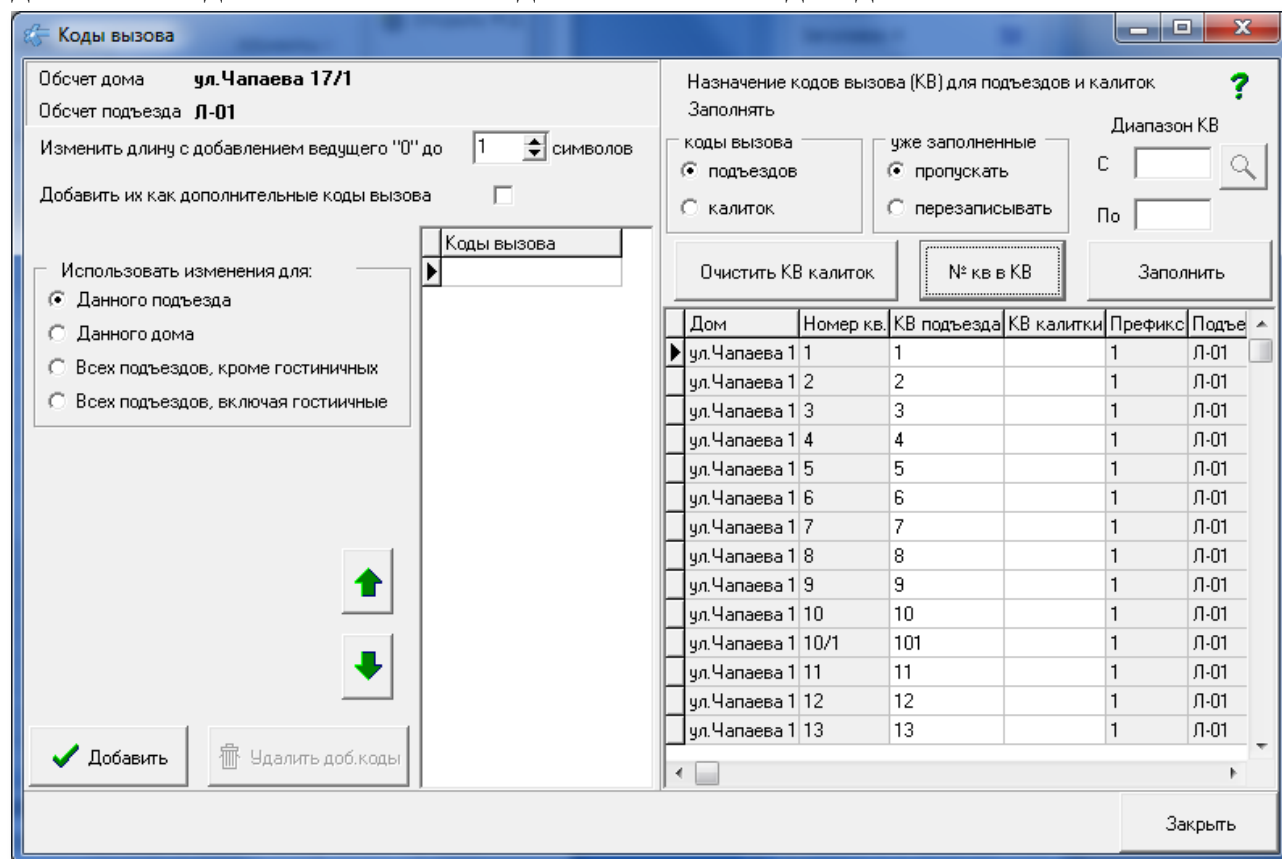 Коды вызова
Обсчет дома ул.Чапаева 17/1
Обсчет подъезда Л-01
Изменить длину с добавлением ведущего "0" до 1 символов
Добавить их как дополнительные коды вызова
Использовать изменения для:
Данного подъезда
Данного дома
Всех подъездов, кроме гостиничных
Всех подъездов, включая гостиичные
Коды вызова
Добавить
Удалить доб.коды
Назначение кодов вызова (КВ) для подъездов и калиток
?
Заполнять
коды вызова
подъездов
калиток
уже заполненные
пропускать
перезаписывать
Диапазон КВ
С
По
Очистить КВ калиток
№ кв в КВ
Заполнить
Дом Номер кв. КВ подъезда КВ калитки Префикс Подъе
ул.Чапаева 1 1 1 1 Л-01
ул.Чапаева 1 2 2 1 Л-01
ул.Чапаева 1 3 3 1 Л-01
ул.Чапаева 1 4 4 1 Л-01
ул.Чапаева 1 5 5 1 Л-01
ул.Чапаева 1 6 6 1 Л-01
ул.Чапаева 1 7 7 1 Л-01
ул.Чапаева 1 8 8 1 Л-01
ул.Чапаева 1 9 9 1 Л-01
ул.Чапаева 1 10 10 1 Л-01
ул.Чапаева 1 10/1 101 1 Л-01
ул.Чапаева 1 11 11 1 Л-01
ул.Чапаева 1 12 12 1 Л-01
ул.Чапаева 1 13 13 1 Л-01
Закрыть